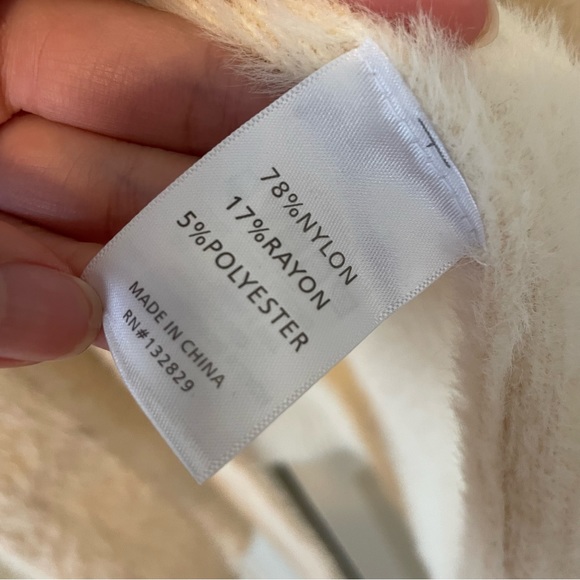 78%NYLON
17%RAYON
5%POLYESTER
MADE IN CHINA
RN#132829